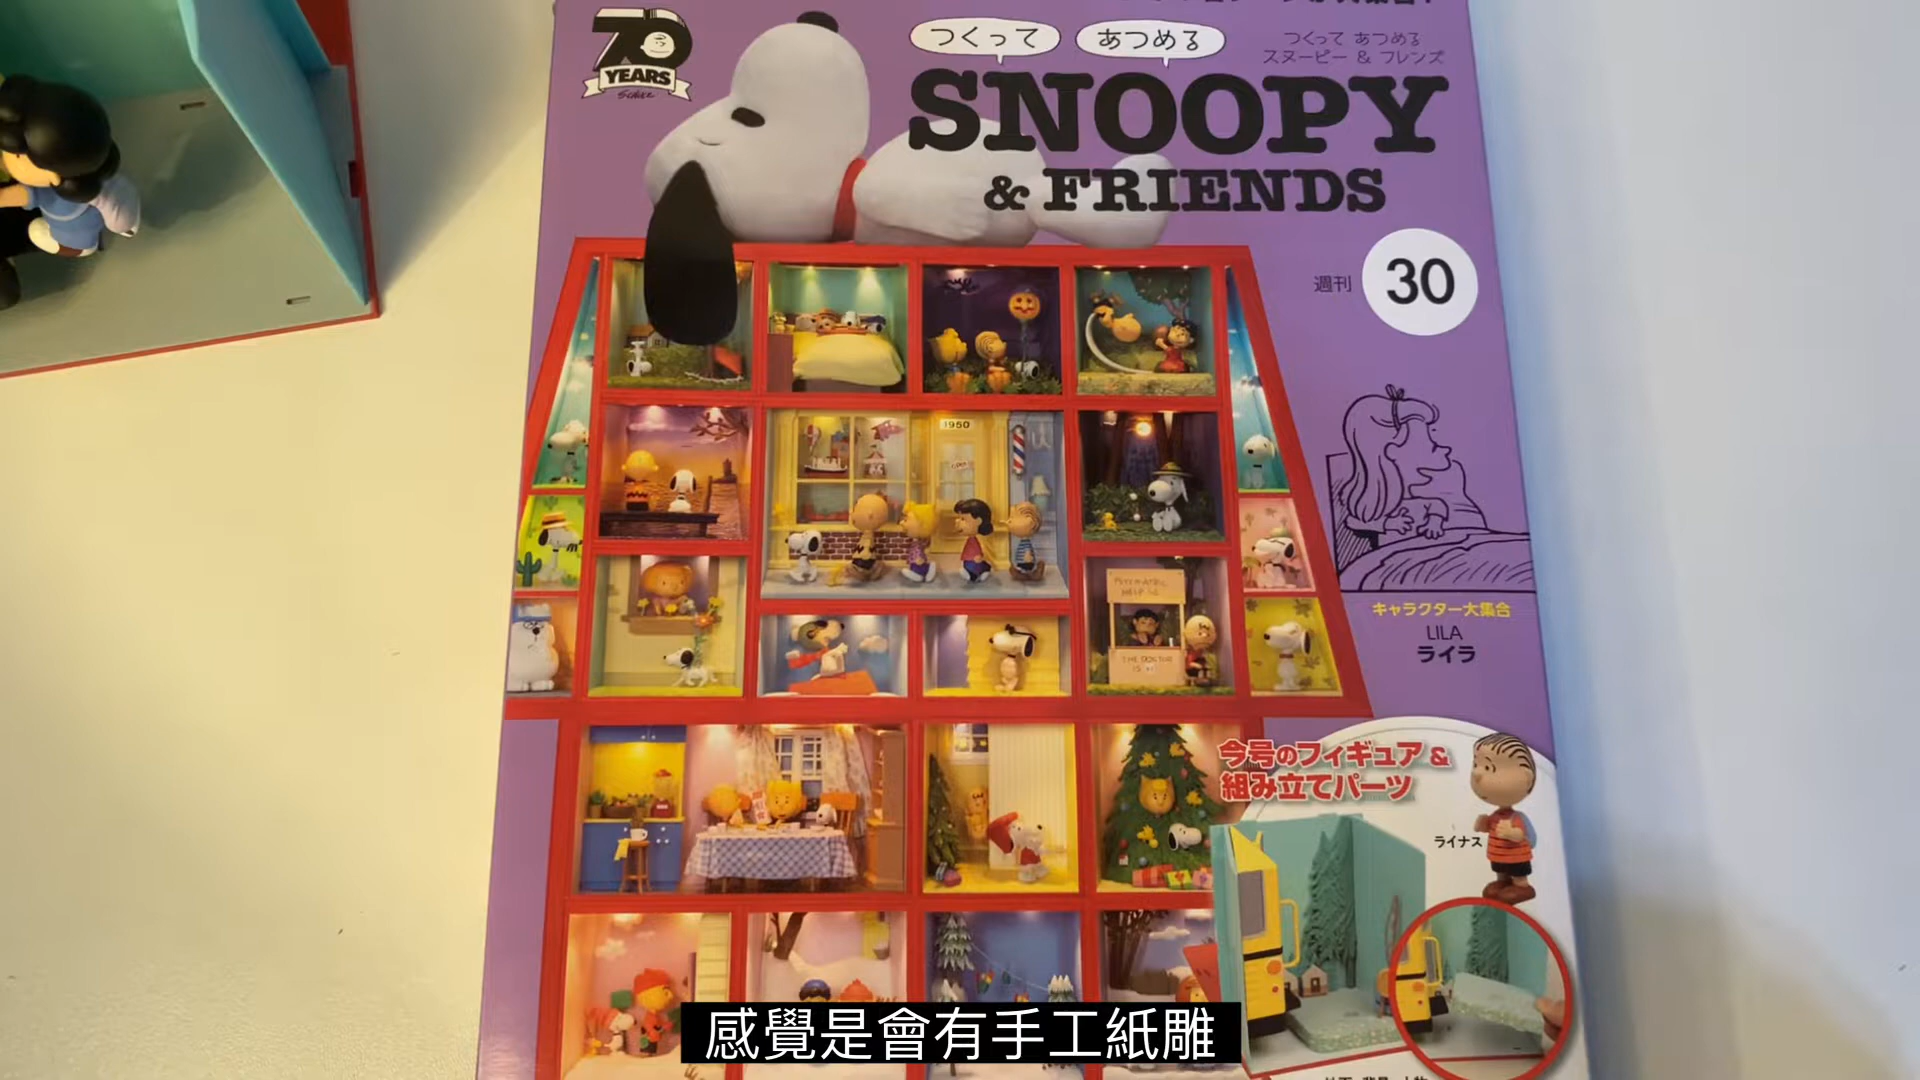 70
YEARS
つくって あつめる
つくって あつめる
スヌーピー & フレンズ
SNOOPY
& FRIENDS
週刊 30
1950
OPEN
キャラクター大集合
LILA
ライラ
今号のフィギュア&
組み立てパーツ
ライナス
感覺是會有手工紙雕